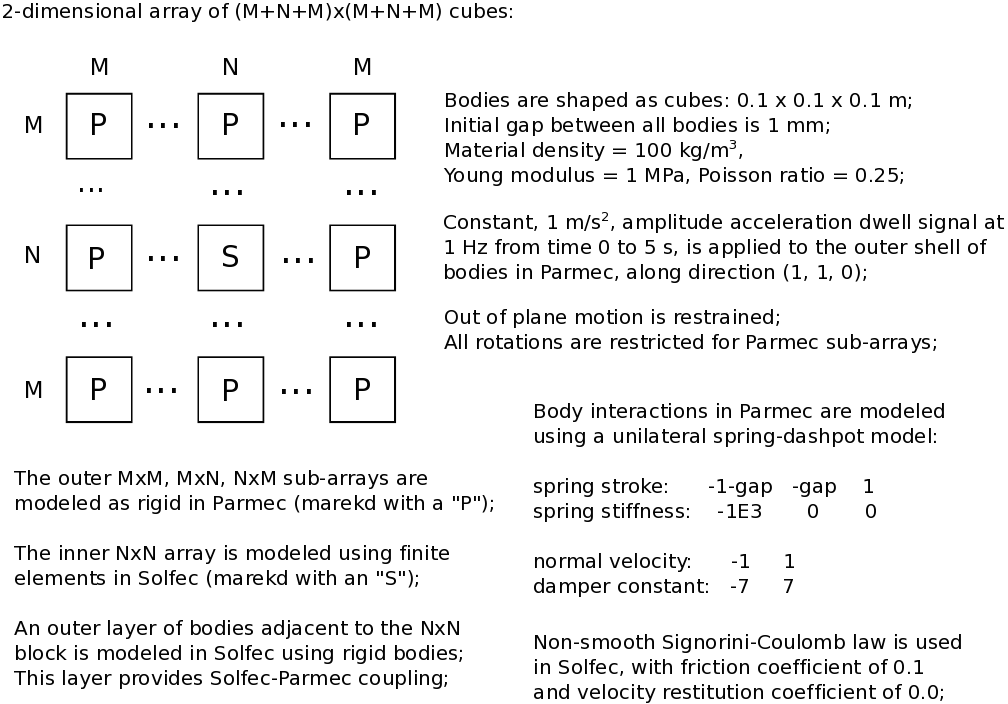 2-dimensional array of (M+N+M)x(M+N+M) cubes:
M N M
M P ... P ... P
... ... ...
N P ... S ... P
... ... ...
M P ... P ... P
Bodies are shaped as cubes: 0.1 x 0.1 x 0.1 m;
Initial gap between all bodies is 1 mm;
Material density = 100 kg/m³,
Young modulus = 1 MPa, Poisson ratio = 0.25;
Constant, 1 m/s², amplitude acceleration dwell signal at
1 Hz from time 0 to 5 s, is applied to the outer shell of
bodies in Parmec, along direction (1, 1, 0);
Out of plane motion is restrained;
All rotations are restricted for Parmec sub-arrays;
The outer MxM, MxN, NxM sub-arrays are
modeled as rigid in Parmec (marekd with a "P");
The inner NxN array is modeled using finite
elements in Solfec (marekd with an "S");
An outer layer of bodies adjacent to the NxN
block is modeled in Solfec using rigid bodies;
This layer provides Solfec-Parmec coupling;
Body interactions in Parmec are modeled
using a unilateral spring-dashpot model:
spring stroke: -1-gap -gap 1
spring stiffness: -1E3 0 0
normal velocity: -1 1
damper constant: -7 7
Non-smooth Signorini-Coulomb law is used
in Solfec, with friction coefficient of 0.1
and velocity restitution coefficient of 0.0;